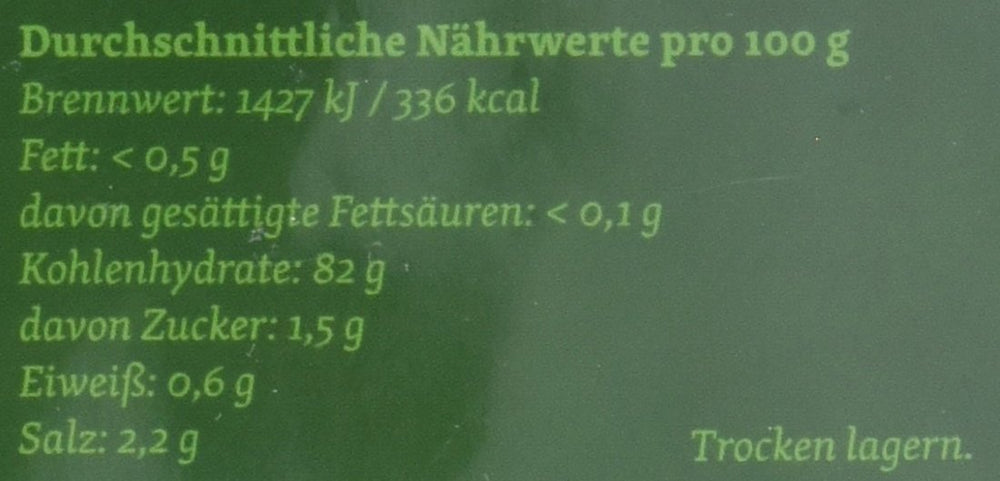 Durchschnittliche Nährwerte pro 100 g
Brennwert: 1427 kJ / 336 kcal
Fett: < 0,5 g
davon gesättigte Fettsäuren: < 0,1 g
Kohlenhydrate: 82 g
davon Zucker: 1,5 g
Eiweiß: 0,6 g
Salz: 2,2 g
Trocken lagern.